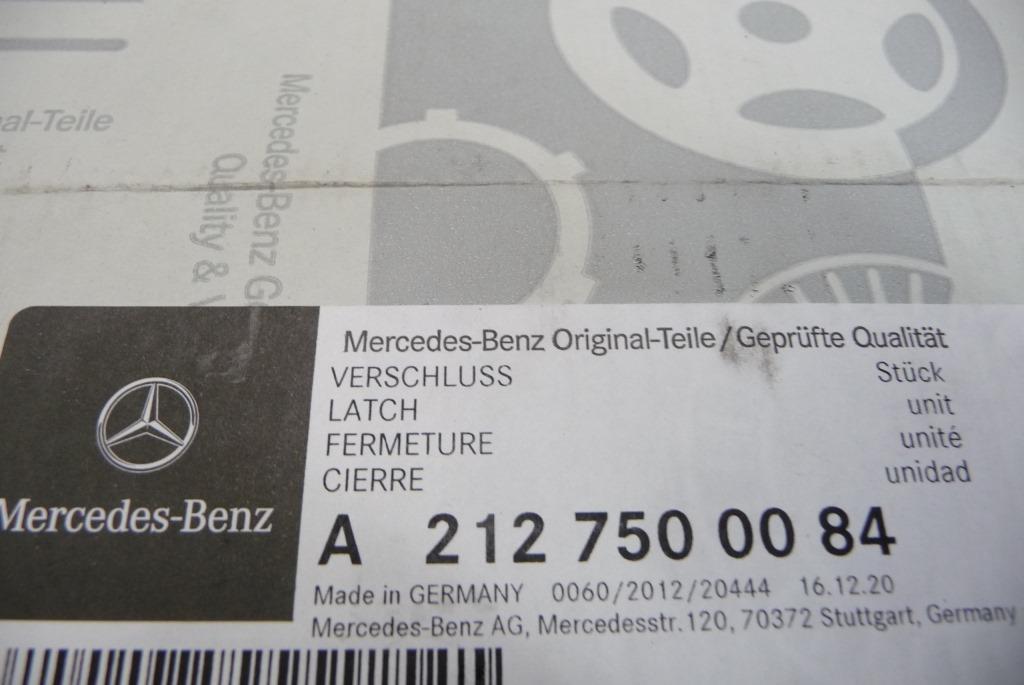 al-Teile
Mercedes-Benz G
Quality &
Mercedes-Benz
Mercedes-Benz Original-Teile/Geprüfte Qualität
VERSCHLUSS Stück
LATCH unit
FERMETURE unité
CIERRE unidad
A 212 750 00 84
Made in GERMANY 0060/2012/20444 16.12.20
Mercedes-Benz AG, Mercedesstr.120, 70372 Stuttgart, Germany